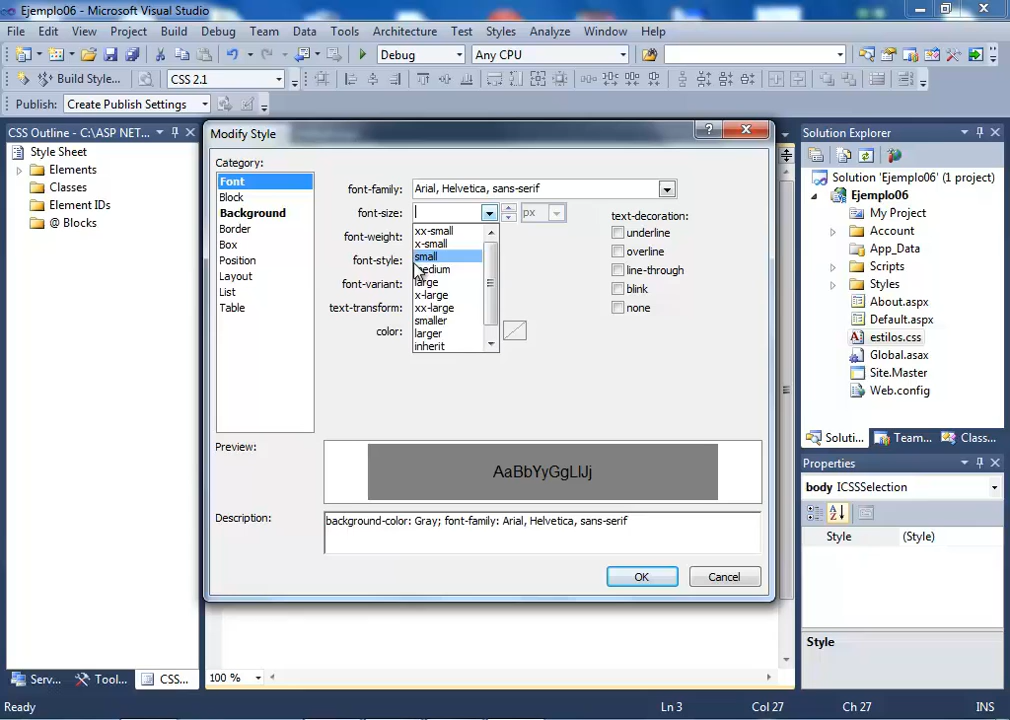 Ejemplo06 - Microsoft Visual Studio
File Edit View Project Build Debug Team Data Tools Architecture Test Styles Analyze Window Help
Debug Any CPU
Build Style... CSS 2.1
Publish: Create Publish Settings
CSS Outline - C:\ASP NET...
Style Sheet
Elements
Classes
Element IDs
@ Blocks
Serv... Tool... CSS...
Modify Style
Category:
Font
Block
Background
Border
Box
Position
Layout
List
Table
font-family: Arial, Helvetica, sans-serif
font-size: px
font-weight:
font-style:
font-variant:
text-transform:
color:
xx-small
x-small
small
medium
large
x-large
xx-large
smaller
larger
inherit
text-decoration:
underline
overline
line-through
blink
none
Preview:
AaBbYyGgLlJj
Description:
background-color: Gray; font-family: Arial, Helvetica, sans-serif
OK Cancel
100 %
Solution Explorer
Solution 'Ejemplo06' (1 project)
Ejemplo06
My Project
Account
App_Data
Scripts
Styles
About.aspx
Default.aspx
estilos.css
Global.asax
Site.Master
Web.config
Soluti... Team... Class...
Properties
body ICSSSelection
Style (Style)
Style
Ready Ln 3 Col 27 Ch 27 INS